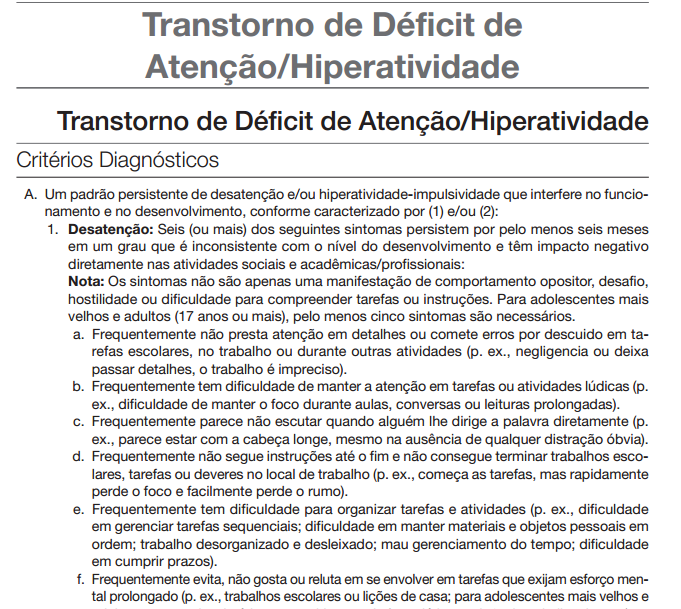 Transtorno de Déficit de
Atenção/Hiperatividade
Transtorno de Déficit de Atenção/Hiperatividade
Critérios Diagnósticos
A. Um padrão persistente de desatenção e/ou hiperatividade-impulsividade que interfere no funcio-
namento e no desenvolvimento, conforme caracterizado por (1) e/ou (2):
1. Desatenção: Seis (ou mais) dos seguintes sintomas persistem por pelo menos seis meses
em um grau que é inconsistente com o nível do desenvolvimento e têm impacto negativo
diretamente nas atividades sociais e acadêmicas/profissionais:
Nota: Os sintomas não são apenas uma manifestação de comportamento opositor, desafio,
hostilidade ou dificuldade para compreender tarefas ou instruções. Para adolescentes mais
velhos e adultos (17 anos ou mais), pelo menos cinco sintomas são necessários.
a. Frequentemente não presta atenção em detalhes ou comete erros por descuido em ta-
refas escolares, no trabalho ou durante outras atividades (p. ex., negligencia ou deixa
passar detalhes, o trabalho é impreciso).
b. Frequentemente tem dificuldade de manter a atenção em tarefas ou atividades lúdicas (p.
ex., dificuldade de manter o foco durante aulas, conversas ou leituras prolongadas).
c. Frequentemente parece não escutar quando alguém lhe dirige a palavra diretamente (p.
ex., parece estar com a cabeça longe, mesmo na ausência de qualquer distração óbvia).
d. Frequentemente não segue instruções até o fim e não consegue terminar trabalhos esco-
lares, tarefas ou deveres no local de trabalho (p. ex., começa as tarefas, mas rapidamente
perde o foco e facilmente perde o rumo).
e. Frequentemente tem dificuldade para organizar tarefas e atividades (p. ex., dificuldade
em gerenciar tarefas sequenciais; dificuldade em manter materiais e objetos pessoais em
ordem; trabalho desorganizado e desleixado; mau gerenciamento do tempo; dificuldade
em cumprir prazos).
f. Frequentemente evita, não gosta ou reluta em se envolver em tarefas que exijam esforço men-
tal prolongado (p. ex., trabalhos escolares ou lições de casa; para adolescentes mais velhos e